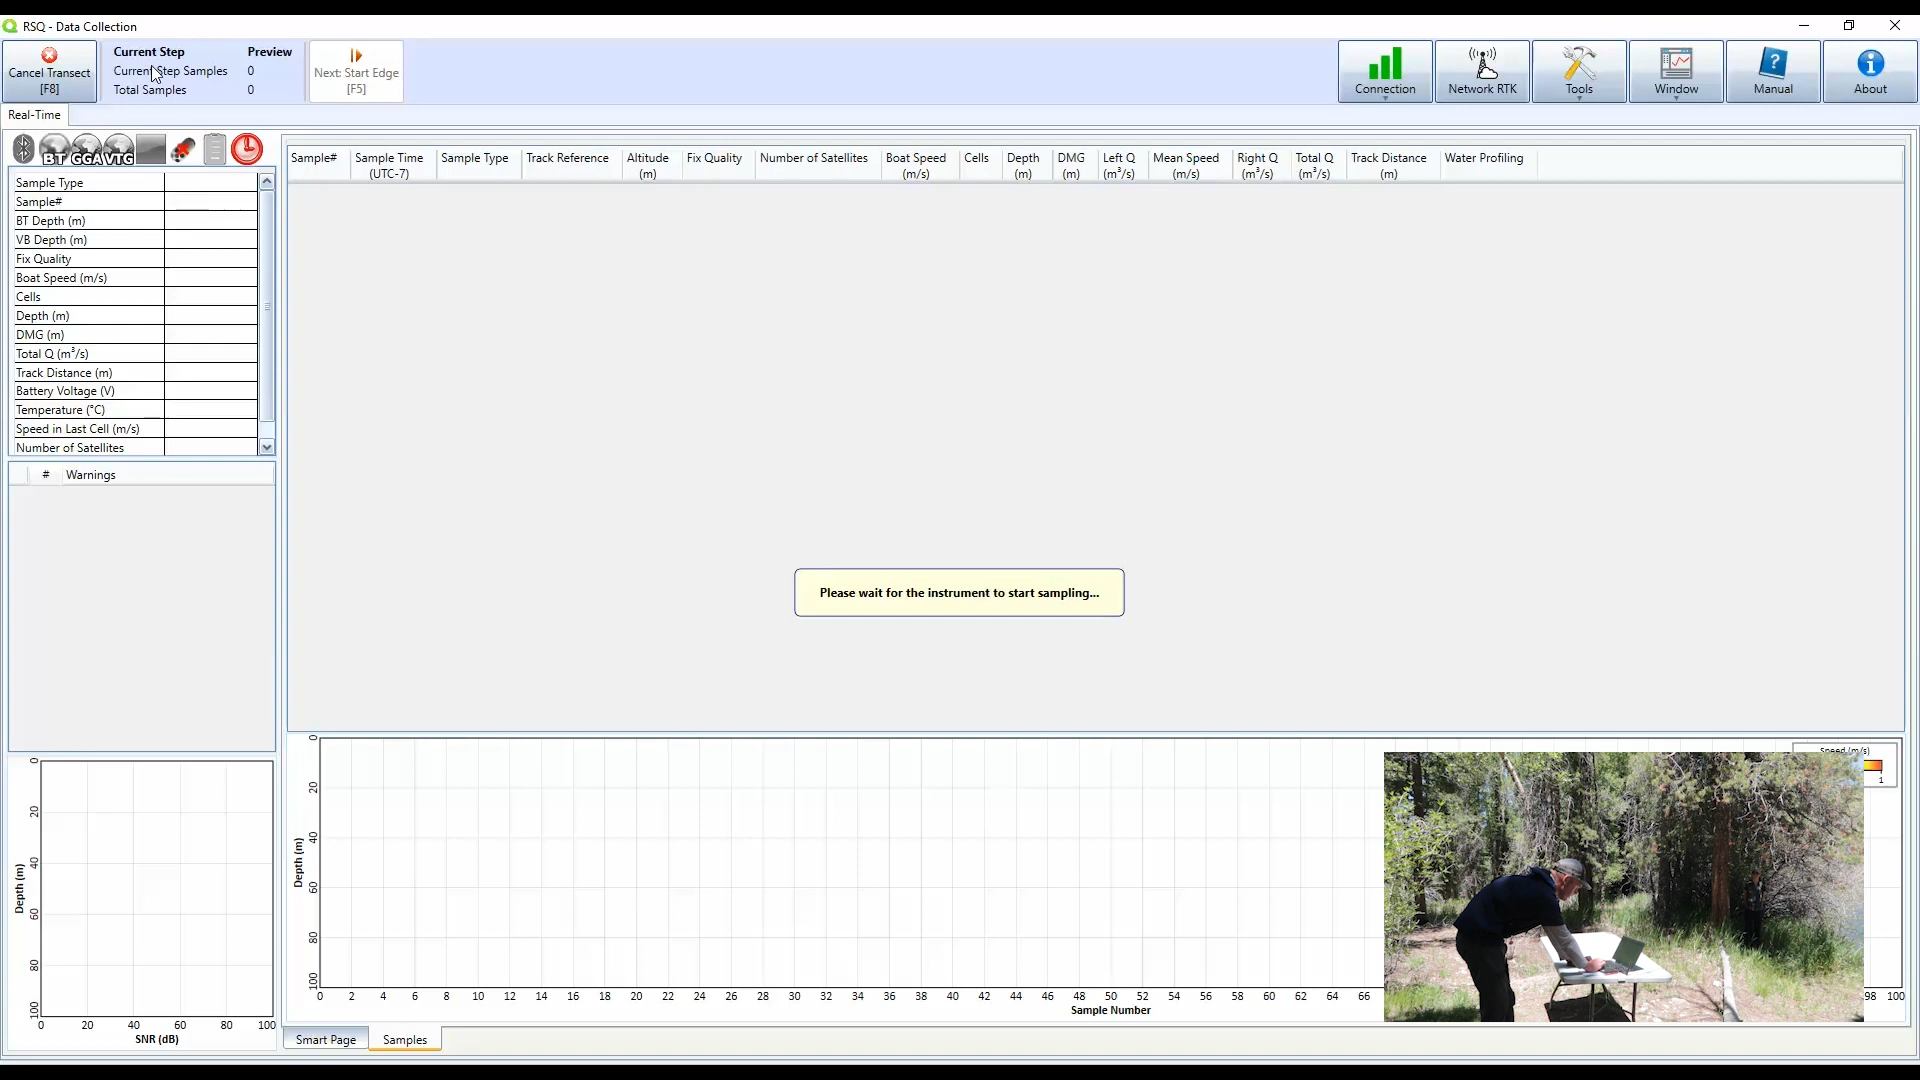 RSQ - Data Collection
Cancel Transect
[F8]
Current Step
Preview
Current Step Samples
0
Total Samples
0
Next: Start Edge
[F5]
Connection
Network RTK
Tools
Window
Manual
About
Real-Time
BT
GGA
VTG
Sample Type
Sample#
BT Depth (m)
VB Depth (m)
Fix Quality
Boat Speed (m/s)
Cells
Depth (m)
DMG (m)
Total Q (m³/s)
Track Distance (m)
Battery Voltage (V)
Temperature (°C)
Speed in Last Cell (m/s)
Number of Satellites
# Warnings
Sample#
Sample Time
(UTC-7)
Sample Type
Track Reference
Altitude
(m)
Fix Quality
Number of Satellites
Boat Speed
(m/s)
Cells
Depth
(m)
DMG
(m)
Left Q
(m³/s)
Mean Speed
(m/s)
Right Q
(m³/s)
Total Q
(m³/s)
Track Distance
(m)
Water Profiling
Please wait for the instrument to start sampling...
0
20
40
60
80
100
Depth (m)
0 20 40 60 80 100
SNR (dB)
0
20
40
60
80
100
Depth (m)
Speed (m/s)
1
0 2 4 6 8 10 12 14 16 18 20 22 24 26 28 30 32 34 36 38 40 42 44 46 48 50 52 54 56 58 60 62 64 66 98 100
Sample Number
Smart Page
Samples